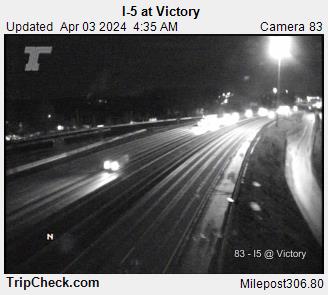 I-5 at Victory
Updated  Apr 03 2024  4:35 AM
Camera 83
T
N
83 - I5 @ Victory
TripCheck.com
Milepost306.80